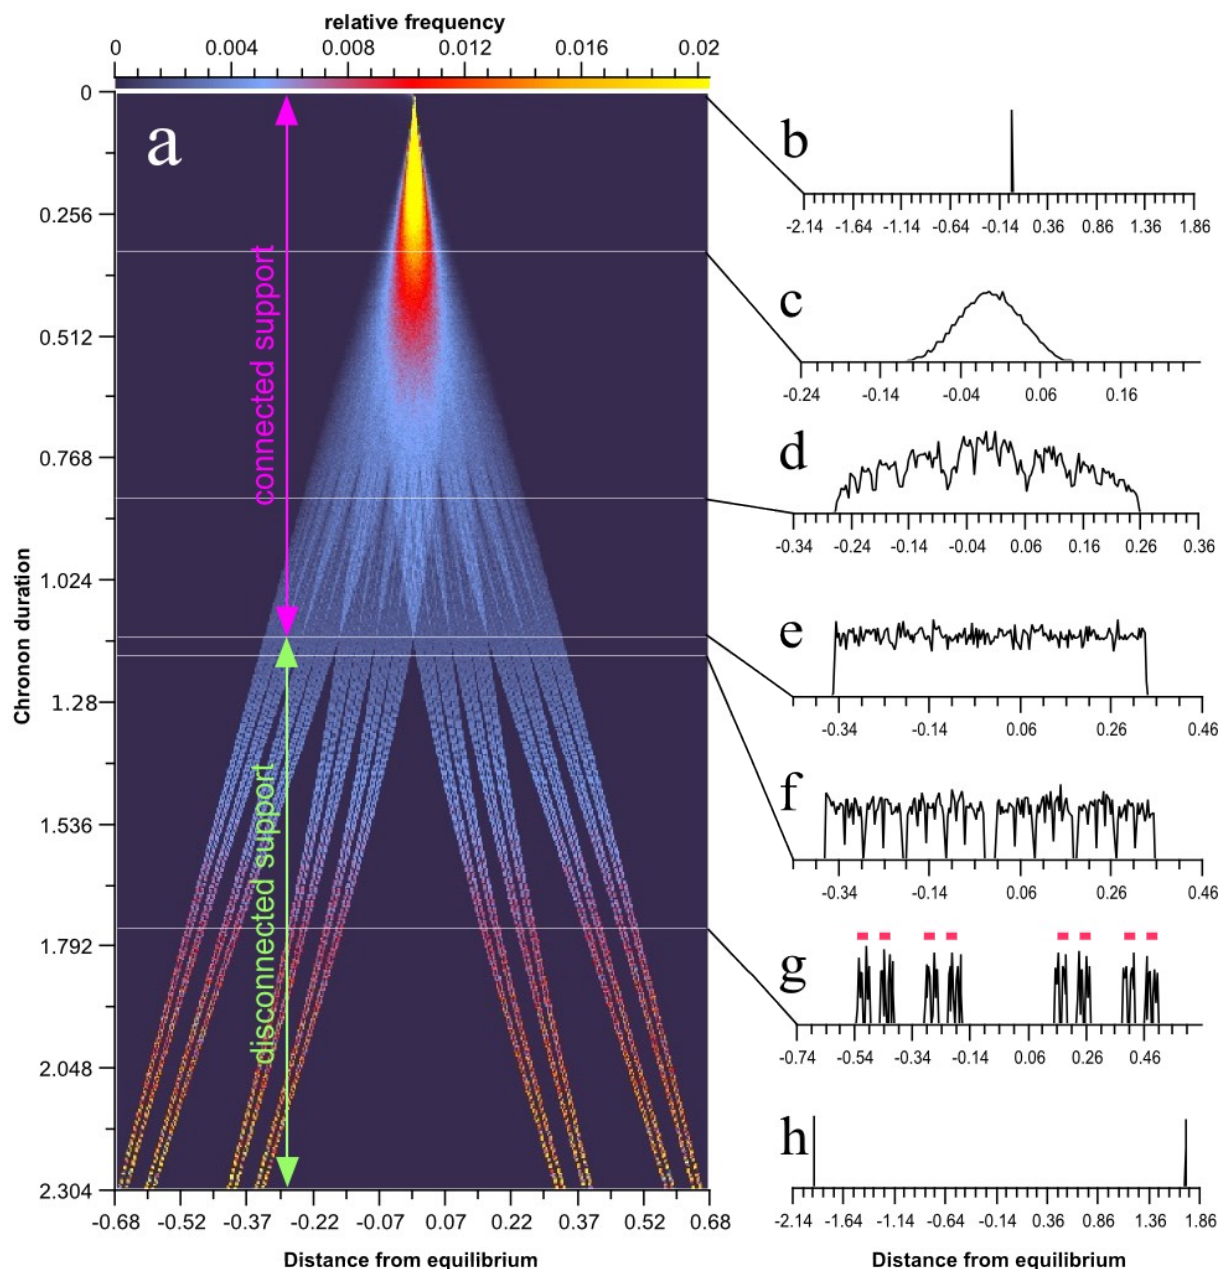 relative frequency
0 0.004 0.008 0.012 0.016 0.02
a
connected support
disconnected support
Chronon duration
0
0.256
0.512
0.768
1.024
1.28
1.536
1.792
2.048
2.304
-0.68 -0.52 -0.37 -0.22 -0.07 0.07 0.22 0.37 0.52 0.68
Distance from equilibrium
b
-2.14 -1.64 -1.14 -0.64 -0.14 0.36 0.86 1.36 1.86
c
-0.24 -0.14 -0.04 0.06 0.16
d
-0.34 -0.24 -0.14 -0.04 0.06 0.16 0.26 0.36
e
-0.34 -0.14 0.06 0.26 0.46
f
-0.34 -0.14 0.06 0.26 0.46
g
-0.74 -0.54 -0.34 -0.14 0.06 0.26 0.46
h
-2.14 -1.64 -1.14 -0.64 -0.14 0.36 0.86 1.36 1.86
Distance from equilibrium